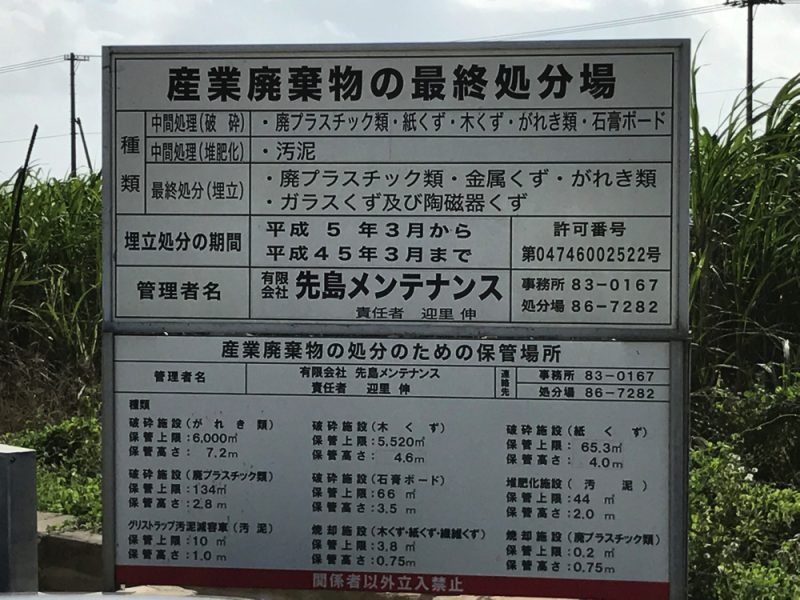 産業廃棄物の最終処分場
種類
中間処理(破 砕) ・廃プラスチック類・紙くず・木くず・がれき類・石膏ボード
中間処理(堆肥化) ・汚泥
最終処分(埋立) ・廃プラスチック類・金属くず・がれき類
・ガラスくず及び陶磁器くず
埋立処分の期間
平成 5 年3月から
平成45年3月まで
許可番号
第04746002522号
管理者名
有限会社 先島メンテナンス
責任者 迎里 伸
事務所 83-0167
処分場 86-7282
産業廃棄物の処分のための保管場所
管理者名
有限会社 先島メンテナンス
責任者 迎里 伸
連絡先
事務所 83-0167
処分場 86-7282
種類
破砕施設(がれき類)
保管上限:6,000㎡
保管高さ: 7.2m
破砕施設(木くず)
保管上限:5,520㎡
保管高さ: 4.6m
破砕施設(紙くず)
保管上限: 65.3㎡
保管高さ: 4.0m
破砕施設(廃プラスチック類)
保管上限:134㎡
保管高さ:2.8m
破砕施設(石膏ボード)
保管上限:66 ㎡
保管高さ:3.5 m
堆肥化施設(汚泥)
保管上限:44 ㎡
保管高さ:2.0 m
グリストラップ汚泥減容車(汚泥)
保管上限:10 ㎡
保管高さ:1.0 m
焼却施設(木くず・紙くず・繊維くず)
保管上限:3.8 ㎡
保管高さ:0.75m
焼却施設(廃プラスチック類)
保管上限:0.2 ㎡
保管高さ:0.75m
関係者以外立入禁止